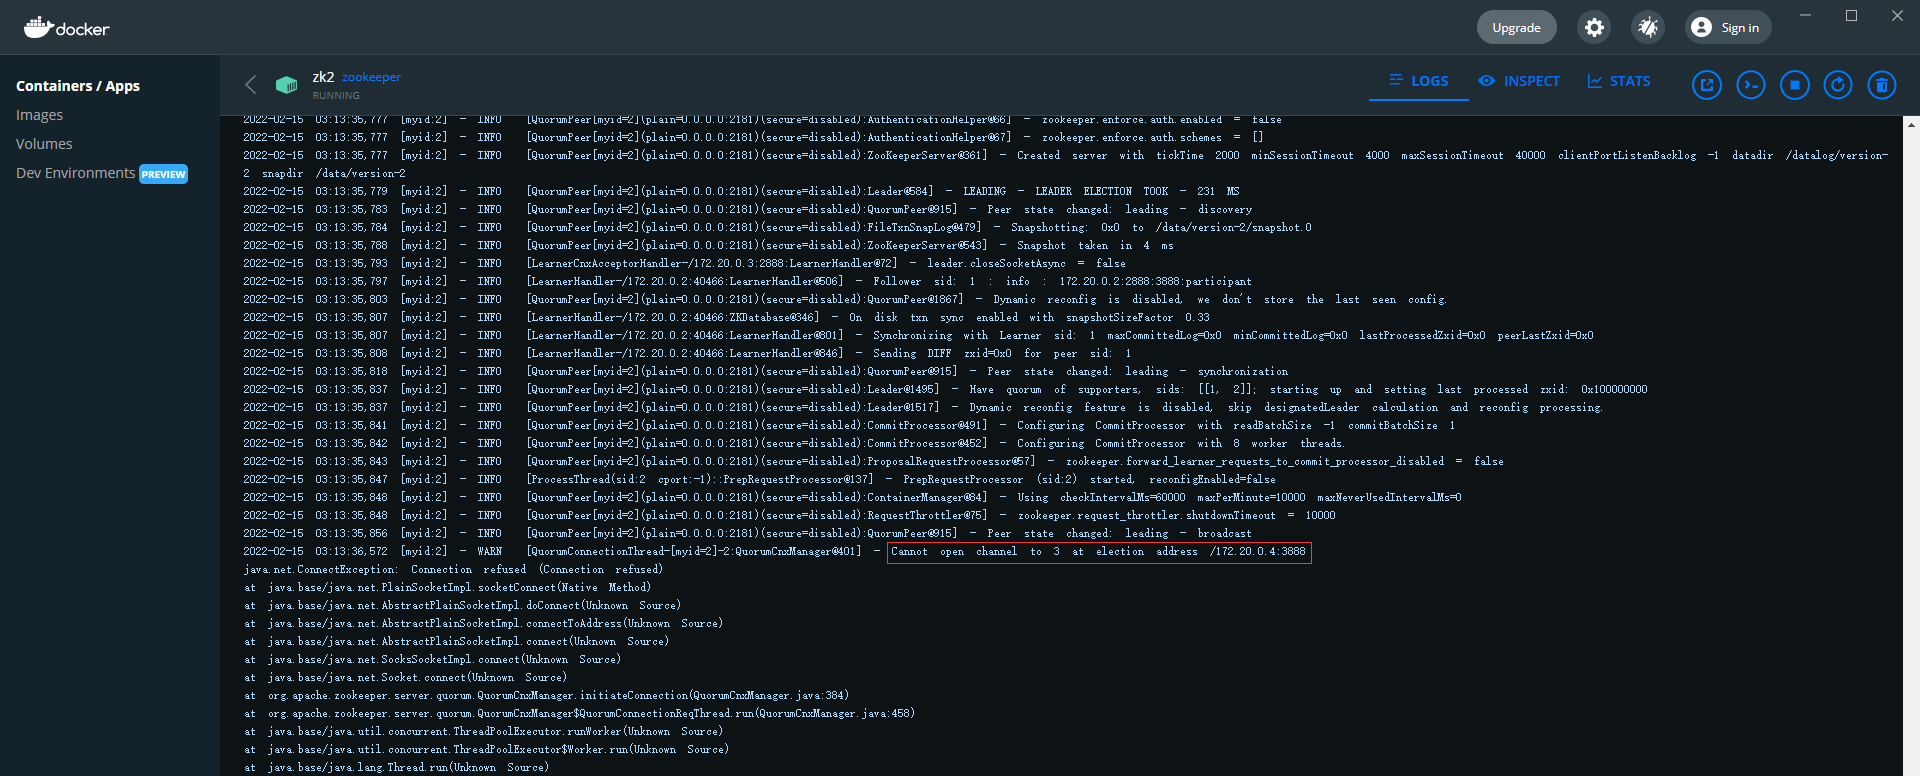 docker
Upgrade
Sign in
Containers / Apps
Images
Volumes
Dev Environments PREVIEW
zk2 zookeeper
RUNNING
LOGS
INSPECT
STATS
2022-02-15 03:13:35,777 [myid:2] - INFO [QuorumPeer[myid=2](plain=0.0.0.0:2181)(secure=disabled):AuthenticationHelper@66] - zookeeper.enforce.auth.enabled = false
2022-02-15 03:13:35,777 [myid:2] - INFO [QuorumPeer[myid=2](plain=0.0.0.0:2181)(secure=disabled):AuthenticationHelper@67] - zookeeper.enforce.auth.schemes = []
2022-02-15 03:13:35,777 [myid:2] - INFO [QuorumPeer[myid=2](plain=0.0.0.0:2181)(secure=disabled):ZooKeeperServer@361] - Created server with tickTime 2000 minSessionTimeout 4000 maxSessionTimeout 40000 clientPortListenBacklog -1 datadir /datalog/version-
2 snapdir /data/version-2
2022-02-15 03:13:35,779 [myid:2] - INFO [QuorumPeer[myid=2](plain=0.0.0.0:2181)(secure=disabled):Leader@584] - LEADING - LEADER ELECTION TOOK - 231 MS
2022-02-15 03:13:35,783 [myid:2] - INFO [QuorumPeer[myid=2](plain=0.0.0.0:2181)(secure=disabled):QuorumPeer@915] - Peer state changed: leading - discovery
2022-02-15 03:13:35,784 [myid:2] - INFO [QuorumPeer[myid=2](plain=0.0.0.0:2181)(secure=disabled):FileTxnSnapLog@479] - Snapshotting: 0x0 to /data/version-2/snapshot.0
2022-02-15 03:13:35,788 [myid:2] - INFO [QuorumPeer[myid=2](plain=0.0.0.0:2181)(secure=disabled):ZooKeeperServer@543] - Snapshot taken in 4 ms
2022-02-15 03:13:35,793 [myid:2] - INFO [LearnerCnxAcceptorHandler-/172.20.0.3:2888:LearnerHandler@72] - leader.closeSocketAsync = false
2022-02-15 03:13:35,797 [myid:2] - INFO [LearnerHandler-/172.20.0.2:40466:LearnerHandler@506] - Follower sid: 1 : info : 172.20.0.2:2888:3888:participant
2022-02-15 03:13:35,803 [myid:2] - INFO [QuorumPeer[myid=2](plain=0.0.0.0:2181)(secure=disabled):QuorumPeer@1867] - Dynamic reconfig is disabled, we don't store the last seen config.
2022-02-15 03:13:35,807 [myid:2] - INFO [LearnerHandler-/172.20.0.2:40466:ZKDatabase@346] - On disk txn sync enabled with snapshotSizeFactor 0.33
2022-02-15 03:13:35,807 [myid:2] - INFO [LearnerHandler-/172.20.0.2:40466:LearnerHandler@801] - Synchronizing with Learner sid: 1 maxCommittedLog=0x0 minCommittedLog=0x0 lastProcessedZxid=0x0 peerLastZxid=0x0
2022-02-15 03:13:35,808 [myid:2] - INFO [LearnerHandler-/172.20.0.2:40466:LearnerHandler@846] - Sending DIFF zxid=0x0 for peer sid: 1
2022-02-15 03:13:35,818 [myid:2] - INFO [QuorumPeer[myid=2](plain=0.0.0.0:2181)(secure=disabled):QuorumPeer@915] - Peer state changed: leading - synchronization
2022-02-15 03:13:35,837 [myid:2] - INFO [QuorumPeer[myid=2](plain=0.0.0.0:2181)(secure=disabled):Leader@1495] - Have quorum of supporters, sids: [[1, 2]]; starting up and setting last processed zxid: 0x100000000
2022-02-15 03:13:35,837 [myid:2] - INFO [QuorumPeer[myid=2](plain=0.0.0.0:2181)(secure=disabled):Leader@1517] - Dynamic reconfig feature is disabled, skip designatedLeader calculation and reconfig processing.
2022-02-15 03:13:35,841 [myid:2] - INFO [QuorumPeer[myid=2](plain=0.0.0.0:2181)(secure=disabled):CommitProcessor@491] - Configuring CommitProcessor with readBatchSize -1 commitBatchSize 1
2022-02-15 03:13:35,842 [myid:2] - INFO [QuorumPeer[myid=2](plain=0.0.0.0:2181)(secure=disabled):CommitProcessor@452] - Configuring CommitProcessor with 8 worker threads.
2022-02-15 03:13:35,843 [myid:2] - INFO [QuorumPeer[myid=2](plain=0.0.0.0:2181)(secure=disabled):ProposalRequestProcessor@57] - zookeeper.forward_learner_requests_to_commit_processor_disabled = false
2022-02-15 03:13:35,847 [myid:2] - INFO [ProcessThread(sid:2 cport:-1)::PrepRequestProcessor@137] - PrepRequestProcessor (sid:2) started, reconfigEnabled=false
2022-02-15 03:13:35,848 [myid:2] - INFO [QuorumPeer[myid=2](plain=0.0.0.0:2181)(secure=disabled):ContainerManager@84] - Using checkIntervalMs=60000 maxPerMinute=10000 maxNeverUsedIntervalMs=0
2022-02-15 03:13:35,848 [myid:2] - INFO [QuorumPeer[myid=2](plain=0.0.0.0:2181)(secure=disabled):RequestThrottler@75] - zookeeper.request_throttler.shutdownTimeout = 10000
2022-02-15 03:13:35,856 [myid:2] - INFO [QuorumPeer[myid=2](plain=0.0.0.0:2181)(secure=disabled):QuorumPeer@915] - Peer state changed: leading - broadcast
2022-02-15 03:13:36,572 [myid:2] - WARN [QuorumConnectionThread-[myid=2]-2:QuorumCnxManager@401] - Cannot open channel to 3 at election address /172.20.0.4:3888
java.net.ConnectException: Connection refused (Connection refused)
at java.base/java.net.PlainSocketImpl.socketConnect(Native Method)
at java.base/java.net.AbstractPlainSocketImpl.doConnect(Unknown Source)
at java.base/java.net.AbstractPlainSocketImpl.connectToAddress(Unknown Source)
at java.base/java.net.AbstractPlainSocketImpl.connect(Unknown Source)
at java.base/java.net.SocksSocketImpl.connect(Unknown Source)
at java.base/java.net.Socket.connect(Unknown Source)
at org.apache.zookeeper.server.quorum.QuorumCnxManager.initiateConnection(QuorumCnxManager.java:384)
at org.apache.zookeeper.server.quorum.QuorumCnxManager$QuorumConnectionReqThread.run(QuorumCnxManager.java:458)
at java.base/java.util.concurrent.ThreadPoolExecutor.runWorker(Unknown Source)
at java.base/java.util.concurrent.ThreadPoolExecutor$Worker.run(Unknown Source)
at java.base/java.lang.Thread.run(Unknown Source)